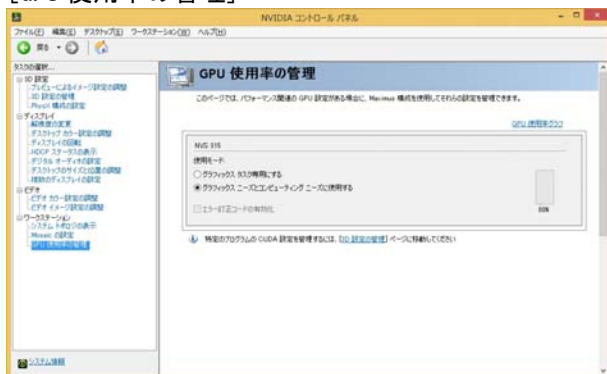 [GPU 使用率の管理]
NVIDIA コントロール パネル
ファイル(F) 編集(E) デスクトップ(E) ワークステーション(O) ヘルプ(H)
戻る
タスクの選択...
3D 設定
プレビューによるイメージ設定の調整
3D 設定の管理
PhysX 構成の設定
ディスプレイ
解像度の変更
デスクトップ カラー設定の調整
ディスプレイの回転
HDCP ステータスの表示
デジタル オーディオの設定
デスクトップのサイズと位置の調整
複数のディスプレイの設定
ビデオ
ビデオ カラー設定の調整
ビデオ イメージ設定の調整
ワークステーション
システム トポロジの表示
Mosaic の設定
GPU 使用率の管理
システム情報
GPU 使用率の管理
このページでは、パフォーマンス関連の GPU 設定がある場合に、Maximus 構成を使用してそれらの設定を管理できます。
GPU 使用率グラフ
NVS 315
使用モード:
グラフィックス タスク専用にする
グラフィックス ニーズとコンピューティング ニーズに使用する
エラー訂正コードの有効化
特定のプログラムの CUDA 設定を管理するには、[3D 設定の管理] ページに移動してください